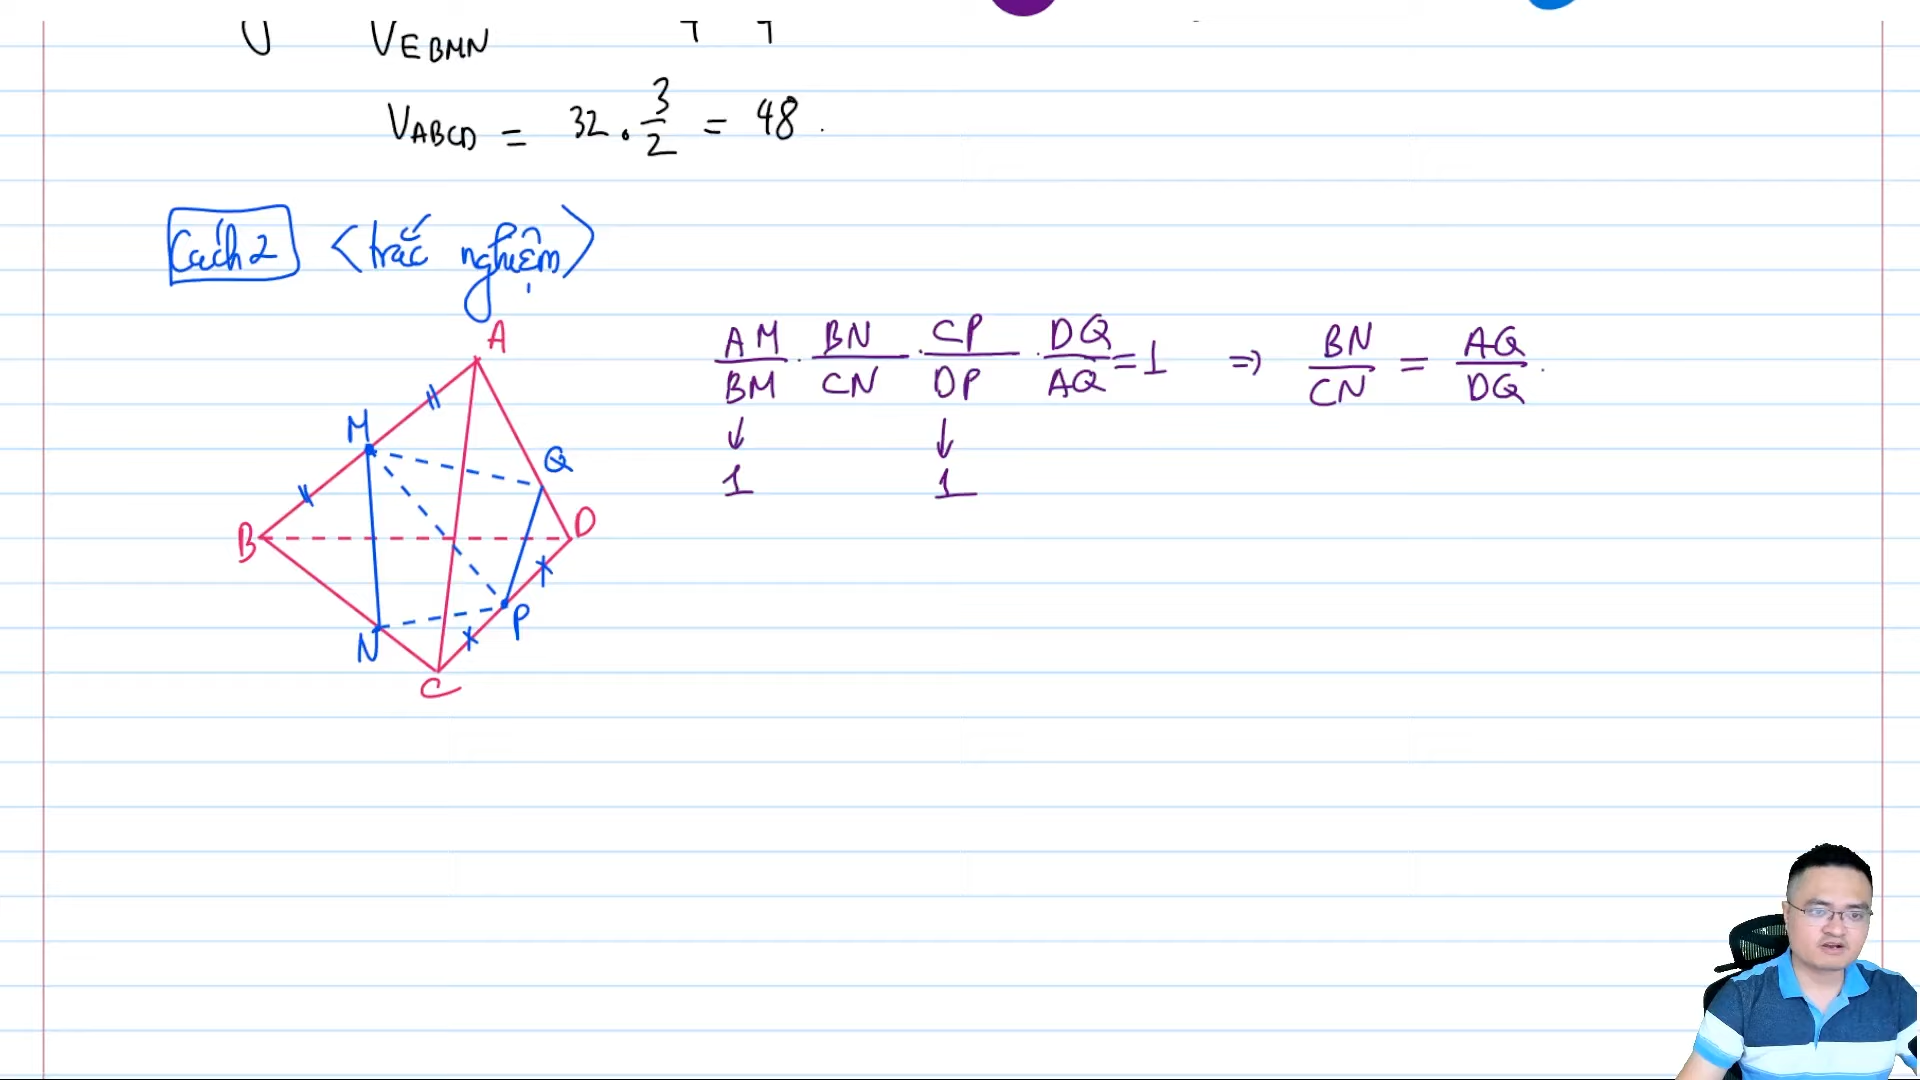 V_EBMN
V_ABCD = 32 . 3/2 = 48 .
Cách 2 <trắc nghiệm>
AM/BM . BN/CN . CP/DP . DQ/AQ = 1 => BN/CN = AQ/DQ .
↓ ↓
1 1
A
M
Q
B
D
N
P
C